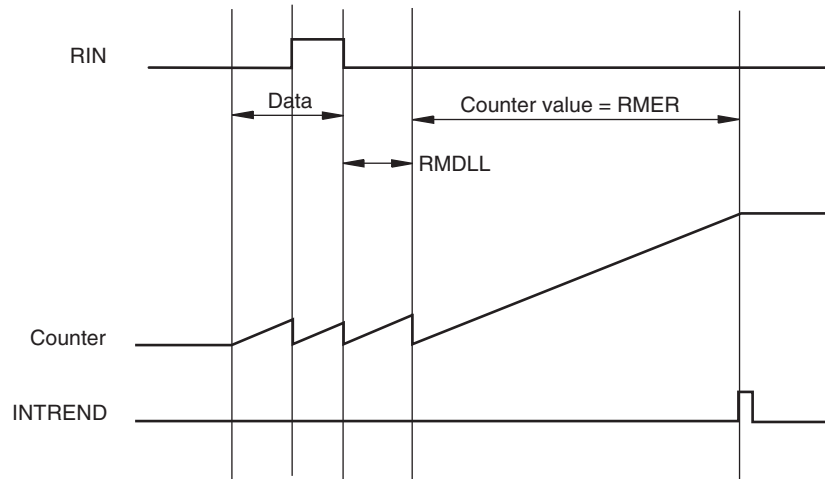 RIN
Data
Counter value = RMER
RMDLL
Counter
INTREND